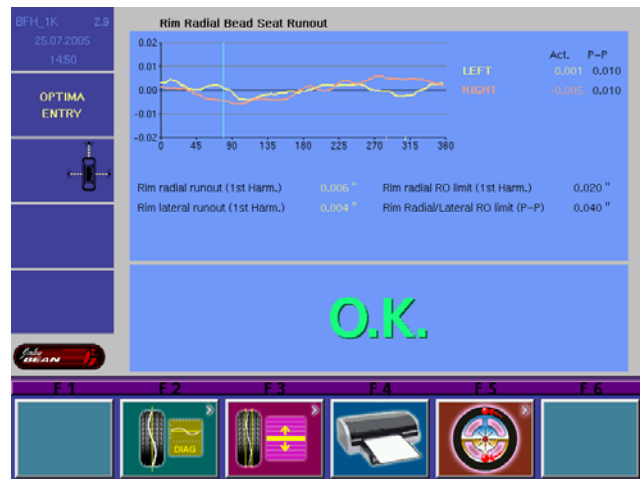 BFH_1K 2.9
25.07.2005
14:50
OPTIMA
ENTRY
Rim Radial Bead Seat Runout
0.02
0.01
0.00
-0.01
-0.02
0 45 90 135 180 225 270 315 360
Act. P-P
LEFT 0.001 0.010
RIGHT -0.005 0.010
Rim radial runout (1st Harm.) 0.006 " Rim radial RO limit (1st Harm.) 0.020 "
Rim lateral runout (1st Harm.) 0.004 " Rim Radial/Lateral RO limit (P-P) 0.040 "
O.K.
John
BEAN
F 1 F 2 F 3 F 4 F 5 F 6
DIAG